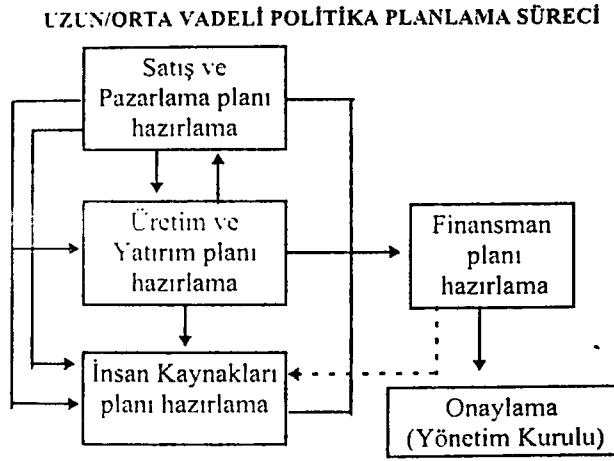 UZUN/ORTA VADELİ POLİTİKA PLANLAMA SÜRECİ
Satış ve
Pazarlama planı
hazırlama
Üretim ve
Yatırım planı
hazırlama
İnsan Kaynakları
planı hazırlama
Finansman
planı
hazırlama
Onaylama
(Yönetim Kurulu)